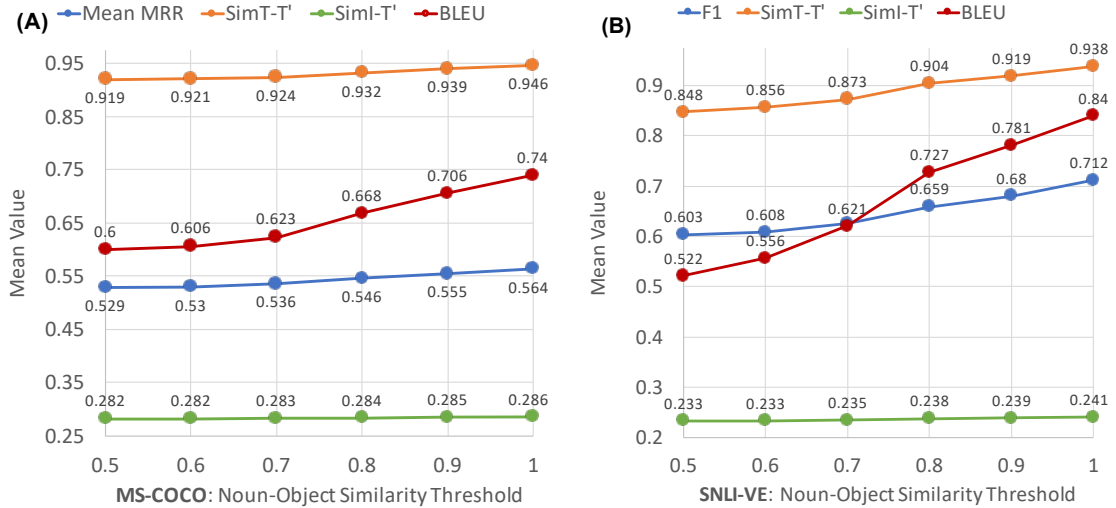 (A)
Mean MRR SimT-T' SimI-T' BLEU
0.95
0.85
0.75
0.65
0.55
0.45
0.35
0.25
Mean Value
0.919 0.921 0.924 0.932 0.939 0.946
0.6 0.606 0.623 0.668 0.706 0.74
0.529 0.53 0.536 0.546 0.555 0.564
0.282 0.282 0.283 0.284 0.285 0.286
0.5 0.6 0.7 0.8 0.9 1
MS-COCO: Noun-Object Similarity Threshold
(B)
F1 SimT-T' SimI-T' BLEU
0.9
0.8
0.7
0.6
0.5
0.4
0.3
0.2
Mean Value
0.848 0.856 0.873 0.904 0.919 0.938
0.522 0.556 0.621 0.727 0.781 0.84
0.603 0.608 0.659 0.68 0.712
0.233 0.233 0.235 0.238 0.239 0.241
0.5 0.6 0.7 0.8 0.9 1
SNLI-VE: Noun-Object Similarity Threshold